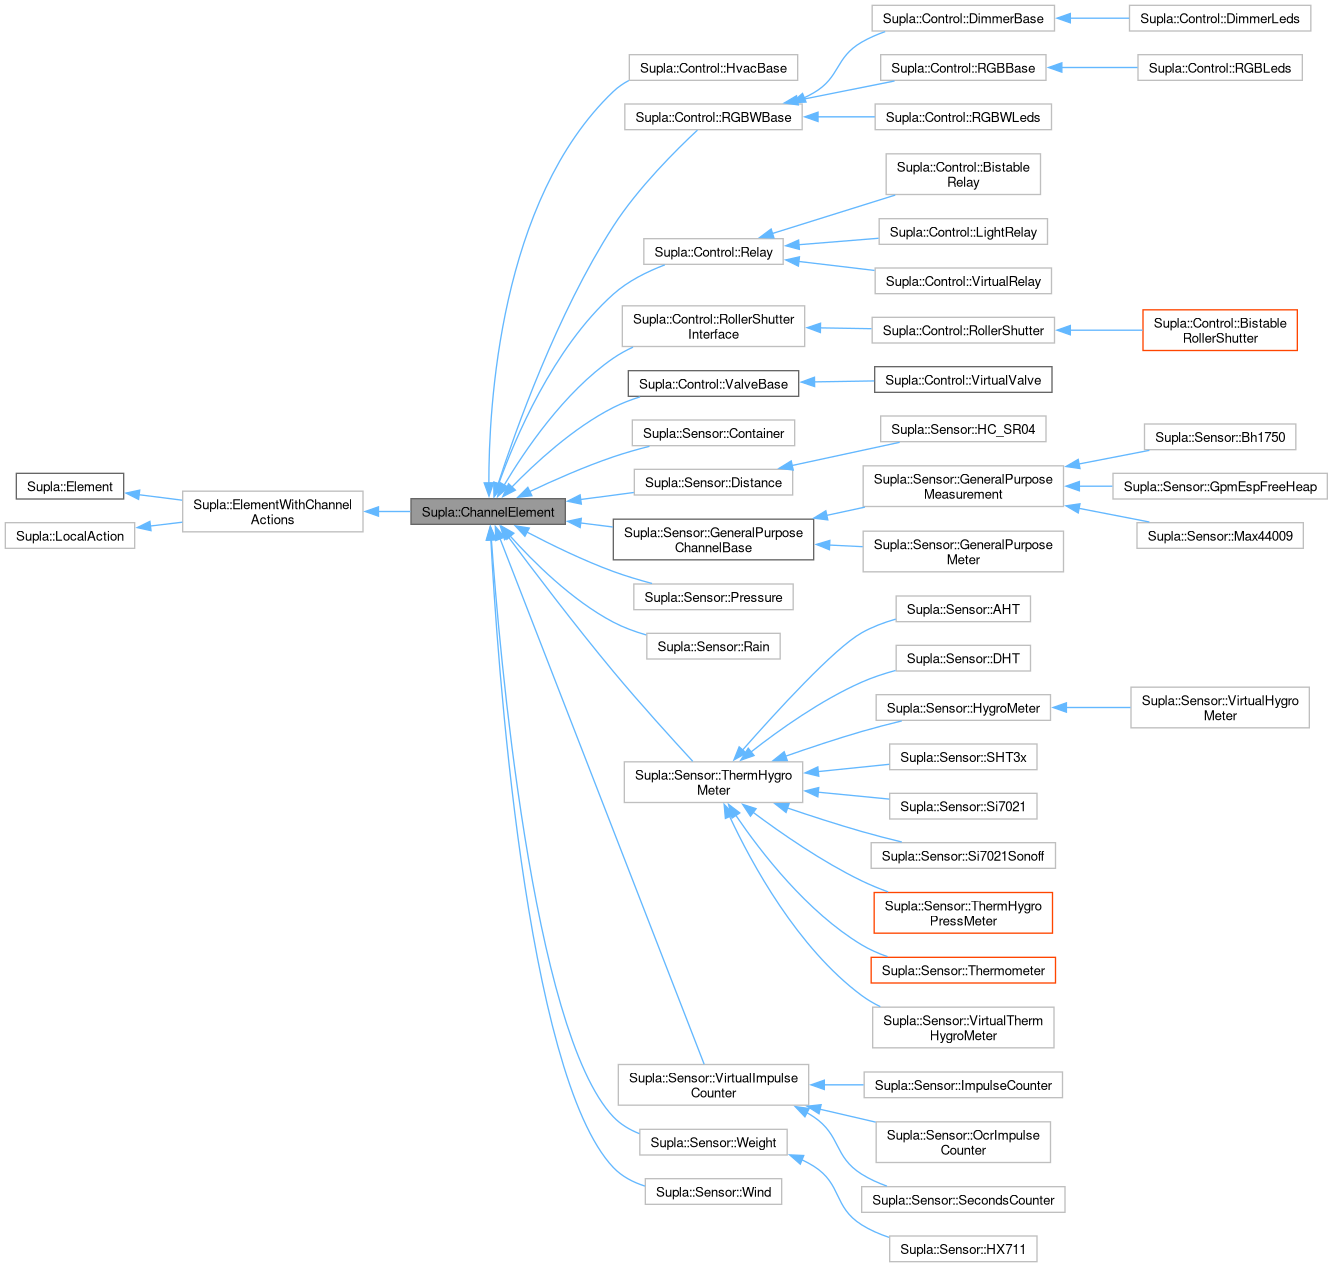 Supla::Element
Supla::LocalAction
Supla::ElementWithChannel
Actions
Supla::ChannelElement
Supla::Control::HvacBase
Supla::Control::RGBWBase
Supla::Control::DimmerBase
Supla::Control::DimmerLeds
Supla::Control::RGBBase
Supla::Control::RGBLeds
Supla::Control::RGBWLeds
Supla::Control::Relay
Supla::Control::Bistable
Relay
Supla::Control::LightRelay
Supla::Control::VirtualRelay
Supla::Control::RollerShutter
Interface
Supla::Control::RollerShutter
Supla::Control::Bistable
RollerShutter
Supla::Control::ValveBase
Supla::Control::VirtualValve
Supla::Sensor::Container
Supla::Sensor::Distance
Supla::Sensor::HC_SR04
Supla::Sensor::GeneralPurpose
ChannelBase
Supla::Sensor::GeneralPurpose
Measurement
Supla::Sensor::Bh1750
Supla::Sensor::GpmEspFreeHeap
Supla::Sensor::Max44009
Supla::Sensor::GeneralPurpose
Meter
Supla::Sensor::Pressure
Supla::Sensor::Rain
Supla::Sensor::ThermHygro
Meter
Supla::Sensor::AHT
Supla::Sensor::DHT
Supla::Sensor::HygroMeter
Supla::Sensor::VirtualHygro
Meter
Supla::Sensor::SHT3x
Supla::Sensor::Si7021
Supla::Sensor::Si7021Sonoff
Supla::Sensor::ThermHygro
PressMeter
Supla::Sensor::Thermometer
Supla::Sensor::VirtualTherm
HygroMeter
Supla::Sensor::VirtualImpulse
Counter
Supla::Sensor::ImpulseCounter
Supla::Sensor::OcrImpulse
Counter
Supla::Sensor::SecondsCounter
Supla::Sensor::Weight
Supla::Sensor::HX711
Supla::Sensor::Wind